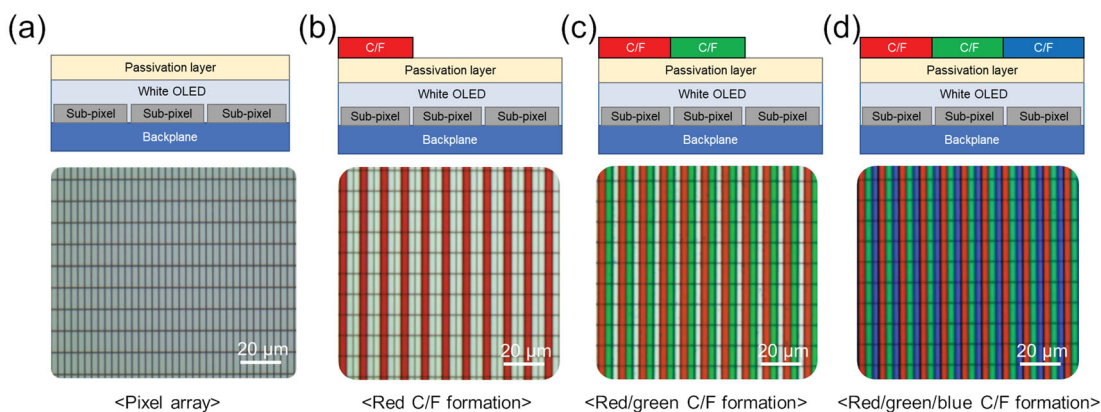 (a)
Passivation layer
White OLED
Sub-pixel Sub-pixel Sub-pixel
Backplane
20 μm
<Pixel array>
(b)
C/F
Passivation layer
White OLED
Sub-pixel Sub-pixel Sub-pixel
Backplane
20 μm
<Red C/F formation>
(c)
C/F C/F
Passivation layer
White OLED
Sub-pixel Sub-pixel Sub-pixel
Backplane
20 μm
<Red/green C/F formation>
(d)
C/F C/F C/F
Passivation layer
White OLED
Sub-pixel Sub-pixel Sub-pixel
Backplane
20 μm
<Red/green/blue C/F formation>